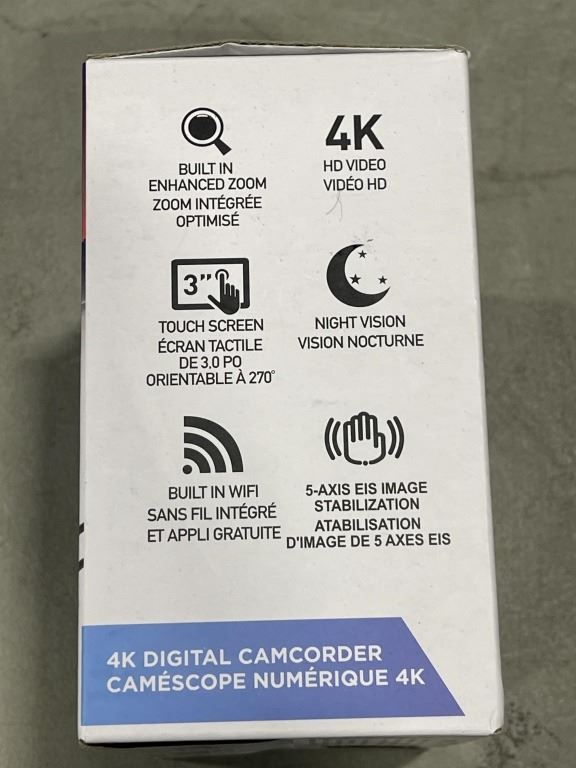 BUILT IN
ENHANCED ZOOM
ZOOM INTÉGRÉE
OPTIMISÉ
4K
HD VIDEO
VIDÉO HD
3"
TOUCH SCREEN
ÉCRAN TACTILE
DE 3,0 PO
ORIENTABLE À 270°
NIGHT VISION
VISION NOCTURNE
BUILT IN WIFI
SANS FIL INTÉGRÉ
ET APPLI GRATUITE
5-AXIS EIS IMAGE
STABILIZATION
ATABILISATION
D'IMAGE DE 5 AXES EIS
4K DIGITAL CAMCORDER
CAMÉSCOPE NUMÉRIQUE 4K